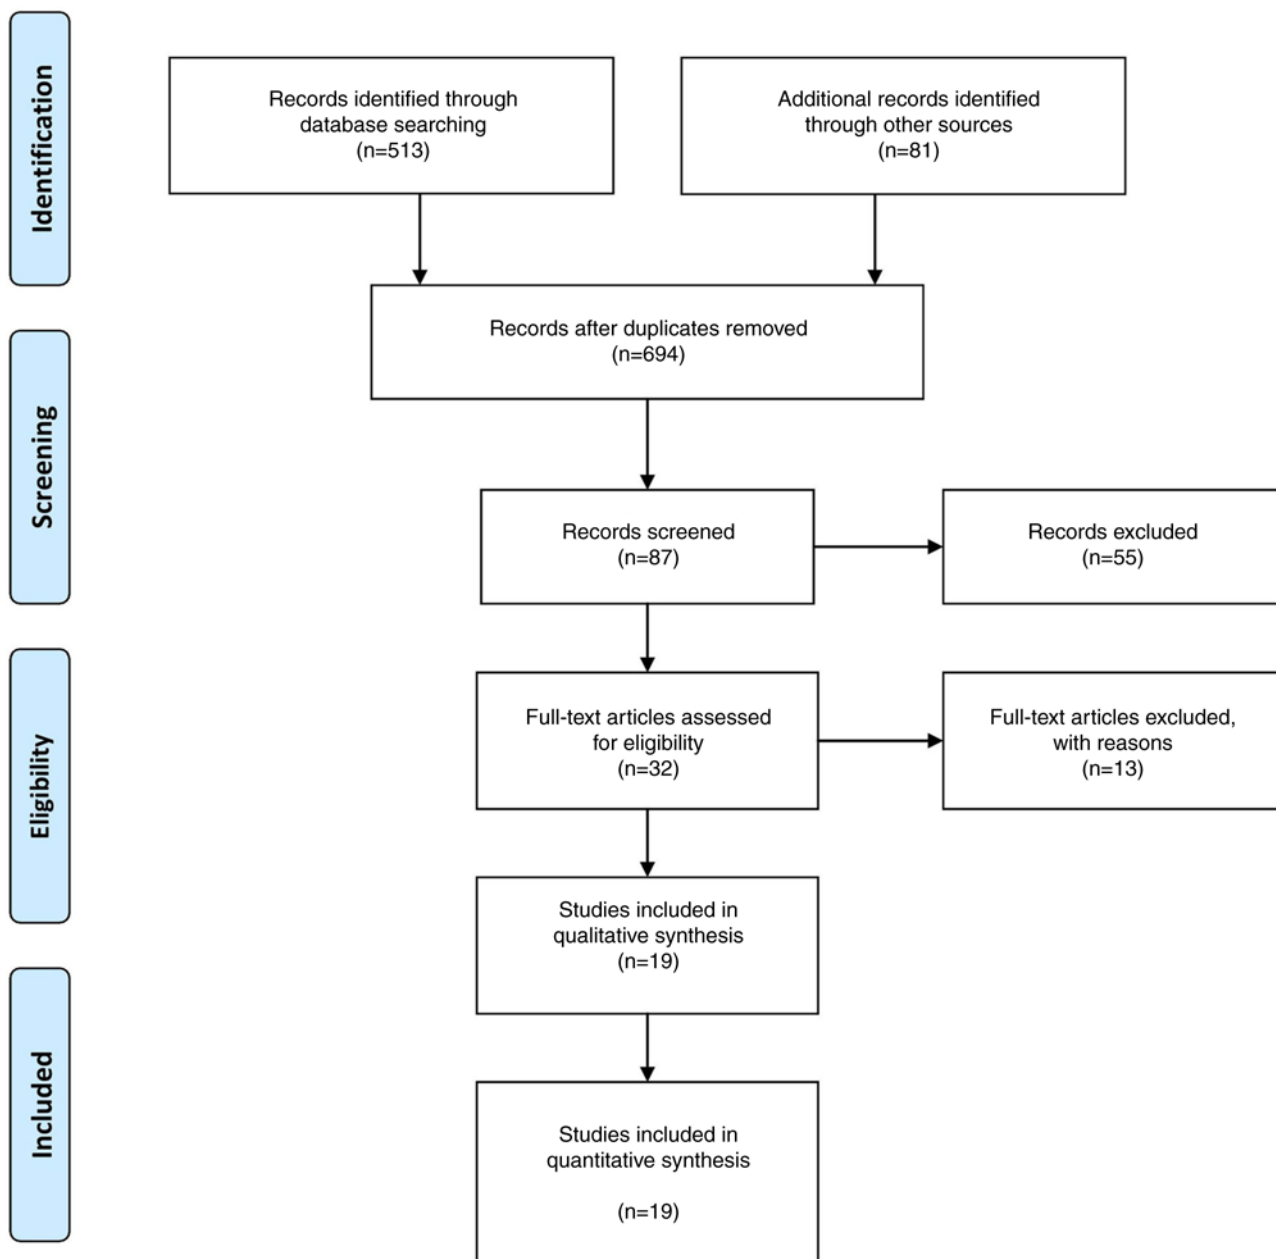 Identification
Records identified through
database searching
(n=513)
Additional records identified
through other sources
(n=81)
Records after duplicates removed
(n=694)
Screening
Records screened
(n=87)
Records excluded
(n=55)
Eligibility
Full-text articles assessed
for eligibility
(n=32)
Full-text articles excluded,
with reasons
(n=13)
Studies included in
qualitative synthesis
(n=19)
Included
Studies included in
quantitative synthesis
(n=19)